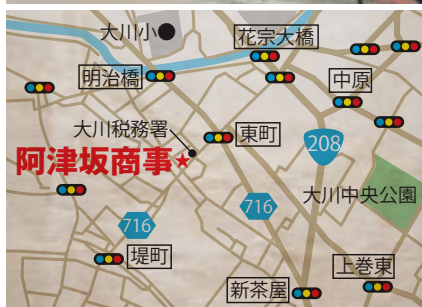 大川小
花宗大橋
明治橋
中原
大川税務署
東町
208
阿津坂商事
大川中央公園
716
716
堤町
上巻東
新茶屋